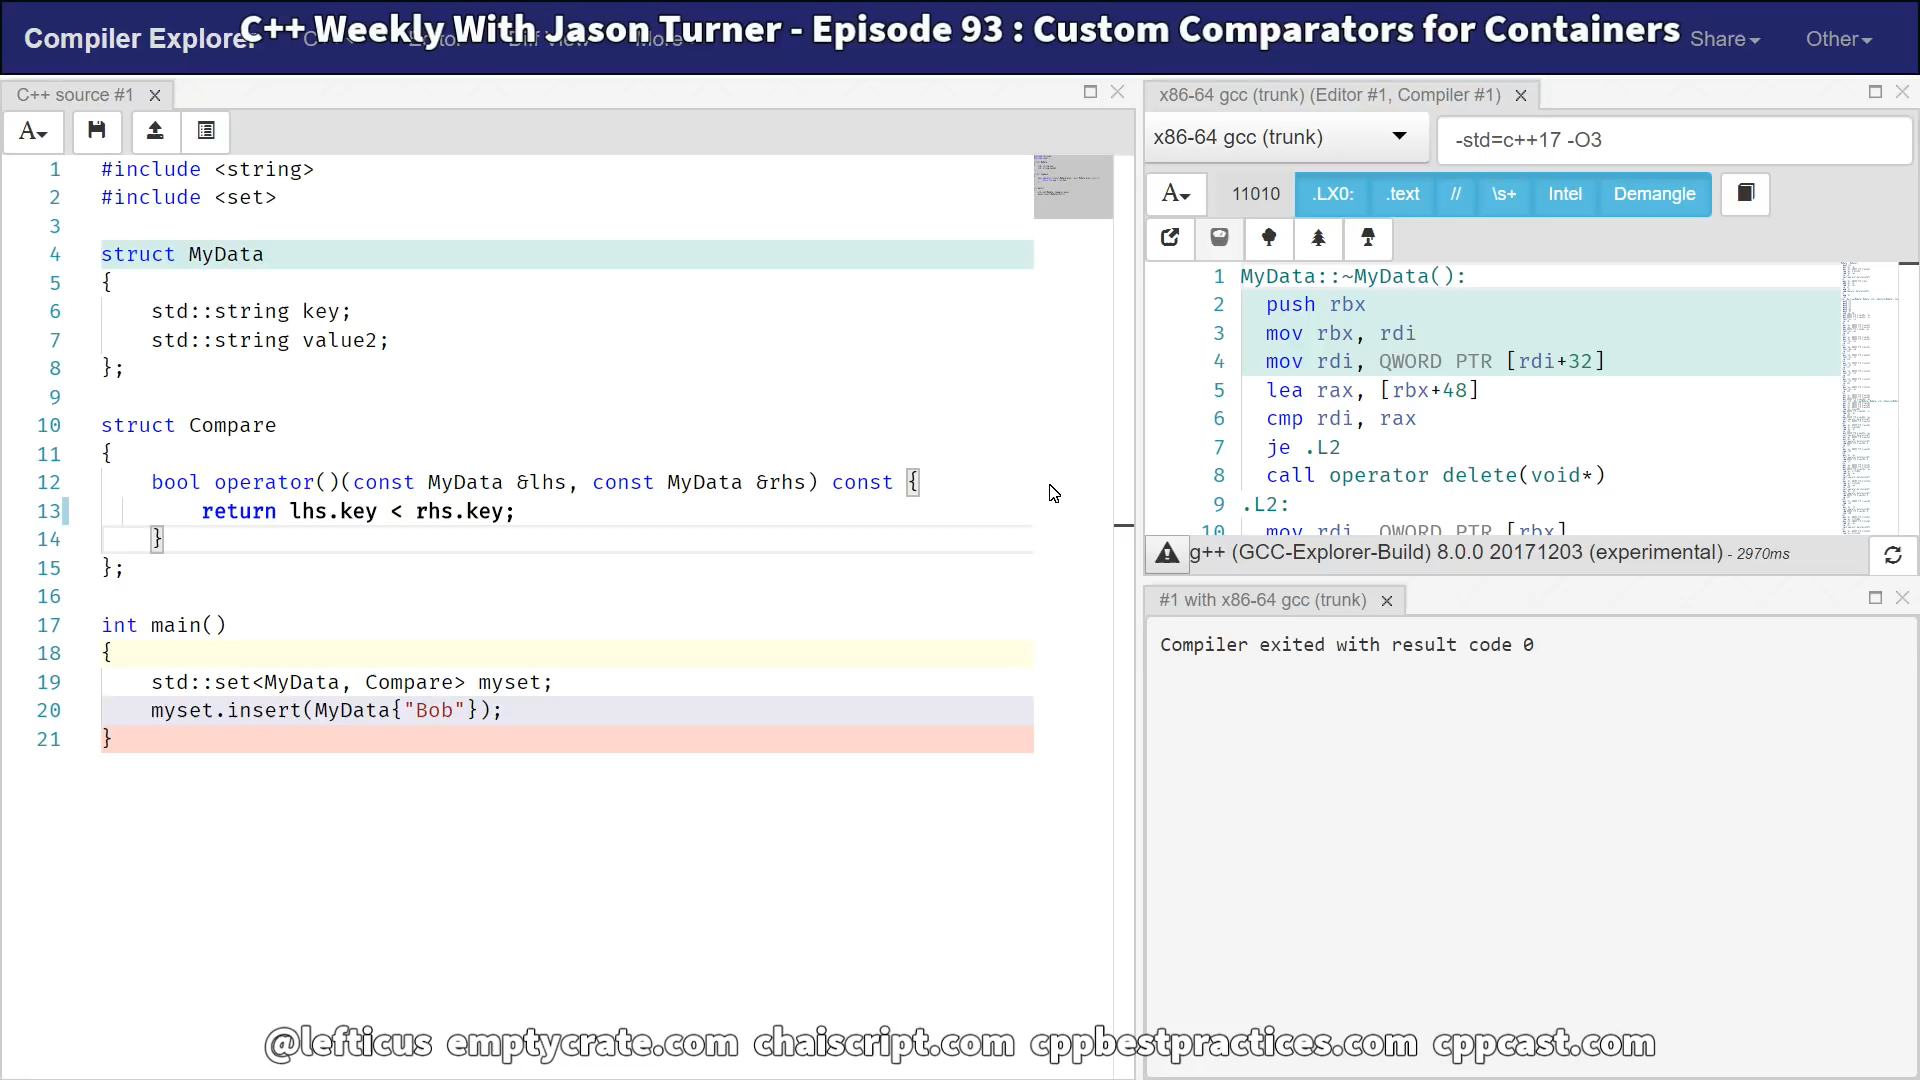 C++ Weekly With Jason Turner - Episode 93 : Custom Comparators for Containers
Compiler Explorer
Share
Other
C++ source #1
A
#include <string>
#include <set>
struct MyData
{
std::string key;
std::string value2;
};
struct Compare
{
bool operator()(const MyData &lhs, const MyData &rhs) const {
return lhs.key < rhs.key;
}
};
int main()
{
std::set<MyData, Compare> myset;
myset.insert(MyData{"Bob"});
}
1
2
3
4
5
6
7
8
9
10
11
12
13
14
15
16
17
18
19
20
21
x86-64 gcc (trunk) (Editor #1, Compiler #1)
x86-64 gcc (trunk)
-std=c++17 -O3
A
11010
.LX0:
.text
//
\s+
Intel
Demangle
1 MyData::~MyData():
2 push rbx
3 mov rbx, rdi
4 mov rdi, QWORD PTR [rdi+32]
5 lea rax, [rbx+48]
6 cmp rdi, rax
7 je .L2
8 call operator delete(void*)
9 .L2:
10 mov rdi, QWORD PTR [rbx]
g++ (GCC-Explorer-Build) 8.0.0 20171203 (experimental) - 2970ms
#1 with x86-64 gcc (trunk)
Compiler exited with result code 0
@lefticus emptycrate.com chaiscript.com cppbestpractices.com cppcast.com